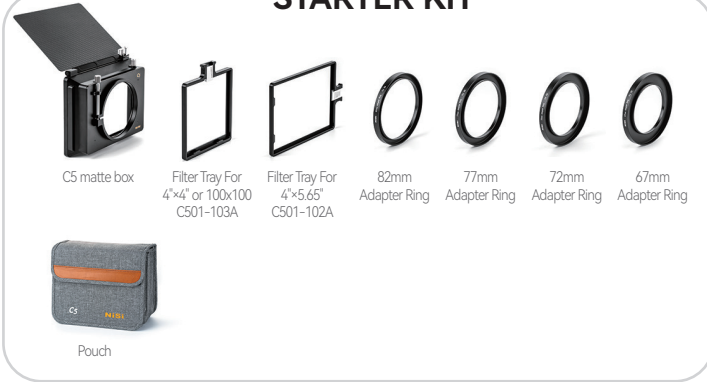 STARTER KIT
C5 matte box
Filter Tray For
4"×4" or 100x100
C501-103A
Filter Tray For
4"×5.65"
C501-102A
82mm
Adapter Ring
77mm
Adapter Ring
72mm
Adapter Ring
67mm
Adapter Ring
C5
NiSi
Pouch